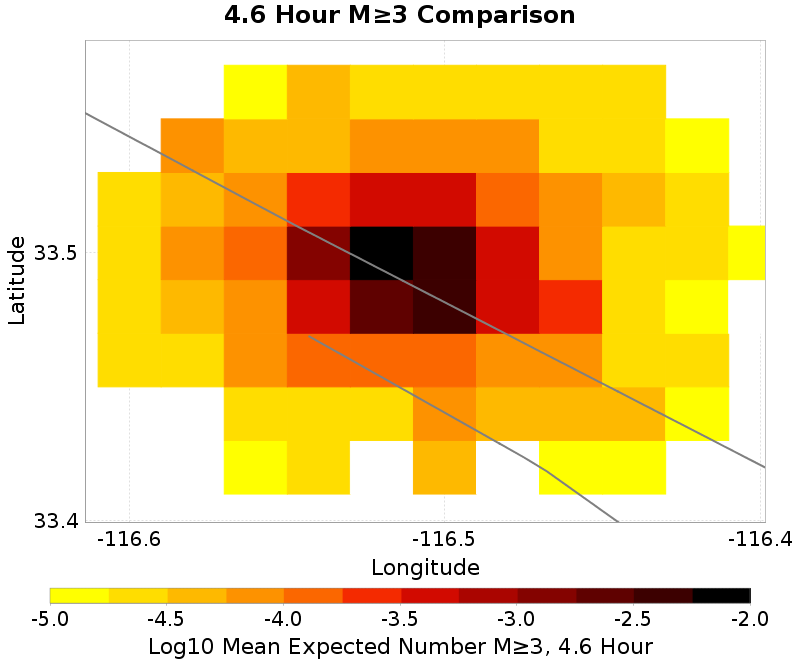 4.6 Hour M≥3 Comparison
Latitude
33.5
33.4
-116.6 -116.5 -116.4
Longitude
-5.0 -4.5 -4.0 -3.5 -3.0 -2.5 -2.0
Log10 Mean Expected Number M≥3, 4.6 Hour